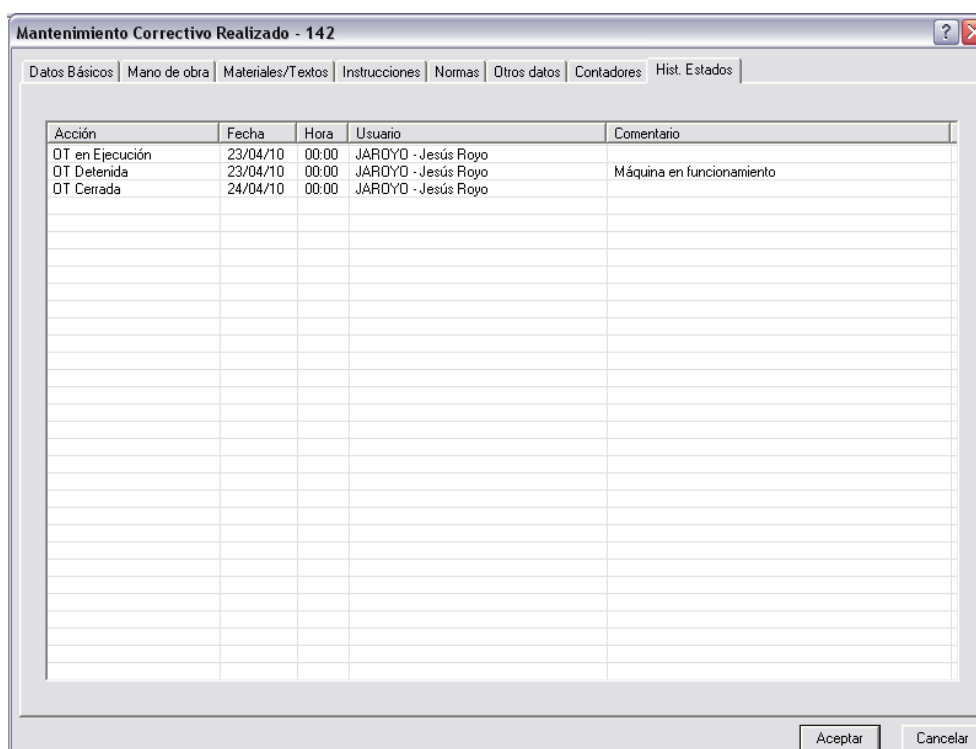 Mantenimiento Correctivo Realizado - 142
Datos Básicos Mano de obra Materiales/Textos Instrucciones Normas Otros datos Contadores Hist. Estados
Acción Fecha Hora Usuario Comentario
OT en Ejecución 23/04/10 00:00 JAROYO - Jesús Royo
OT Detenida 23/04/10 00:00 JAROYO - Jesús Royo Máquina en funcionamiento
OT Cerrada 24/04/10 00:00 JAROYO - Jesús Royo
Aceptar Cancelar